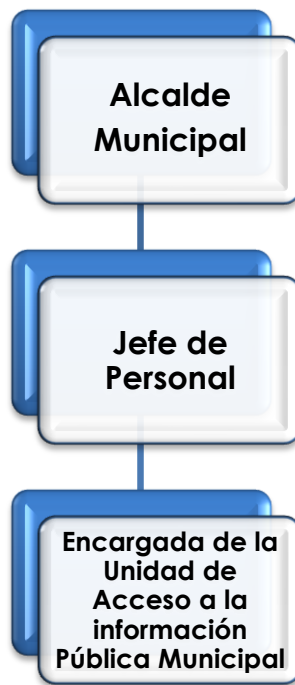 Alcalde
Municipal
Jefe de
Personal
Encargada de la
Unidad de
Acceso a la
información
Pública Municipal